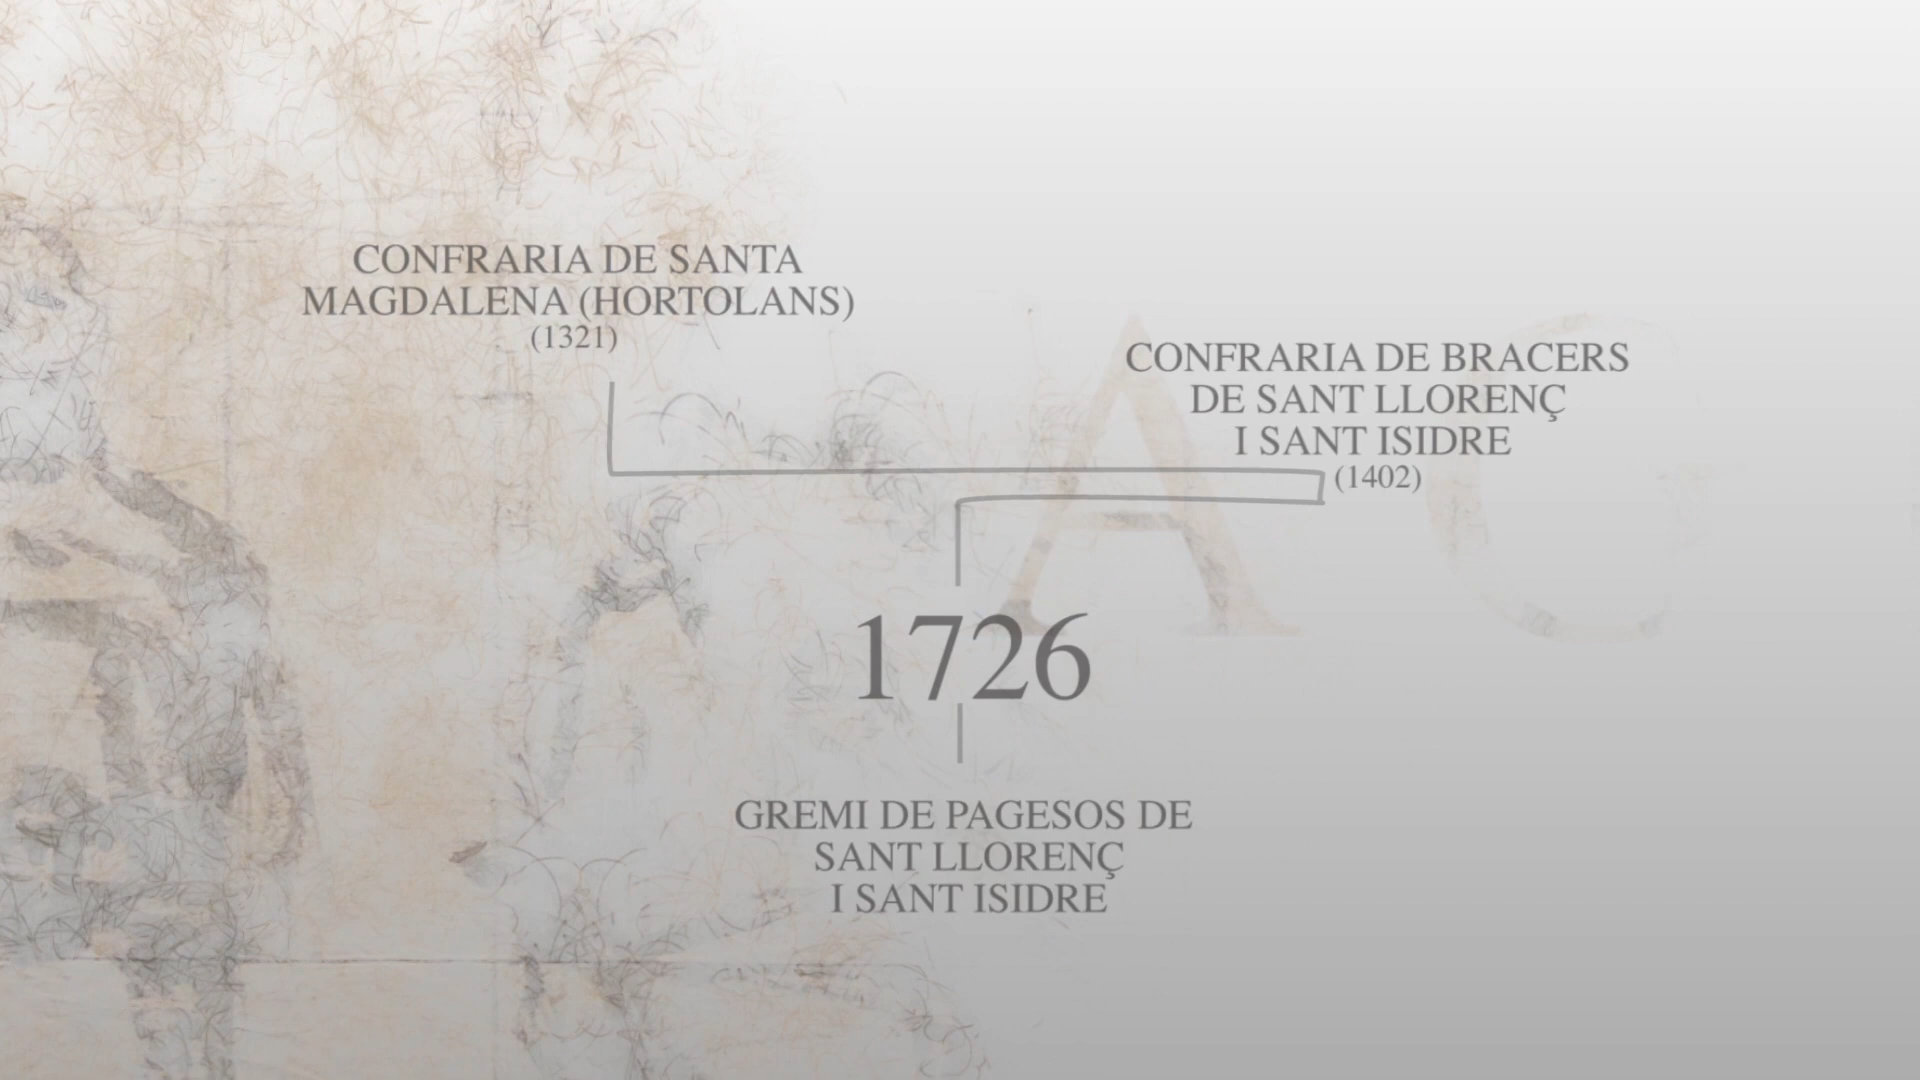 CONFRARIA DE SANTA
MAGDALENA (HORTOLANS)
(1321)
CONFRARIA DE BRACERS
DE SANT LLORENÇ
I SANT ISIDRE
(1402)
1726
GREMI DE PAGESOS DE
SANT LLORENÇ
I SANT ISIDRE